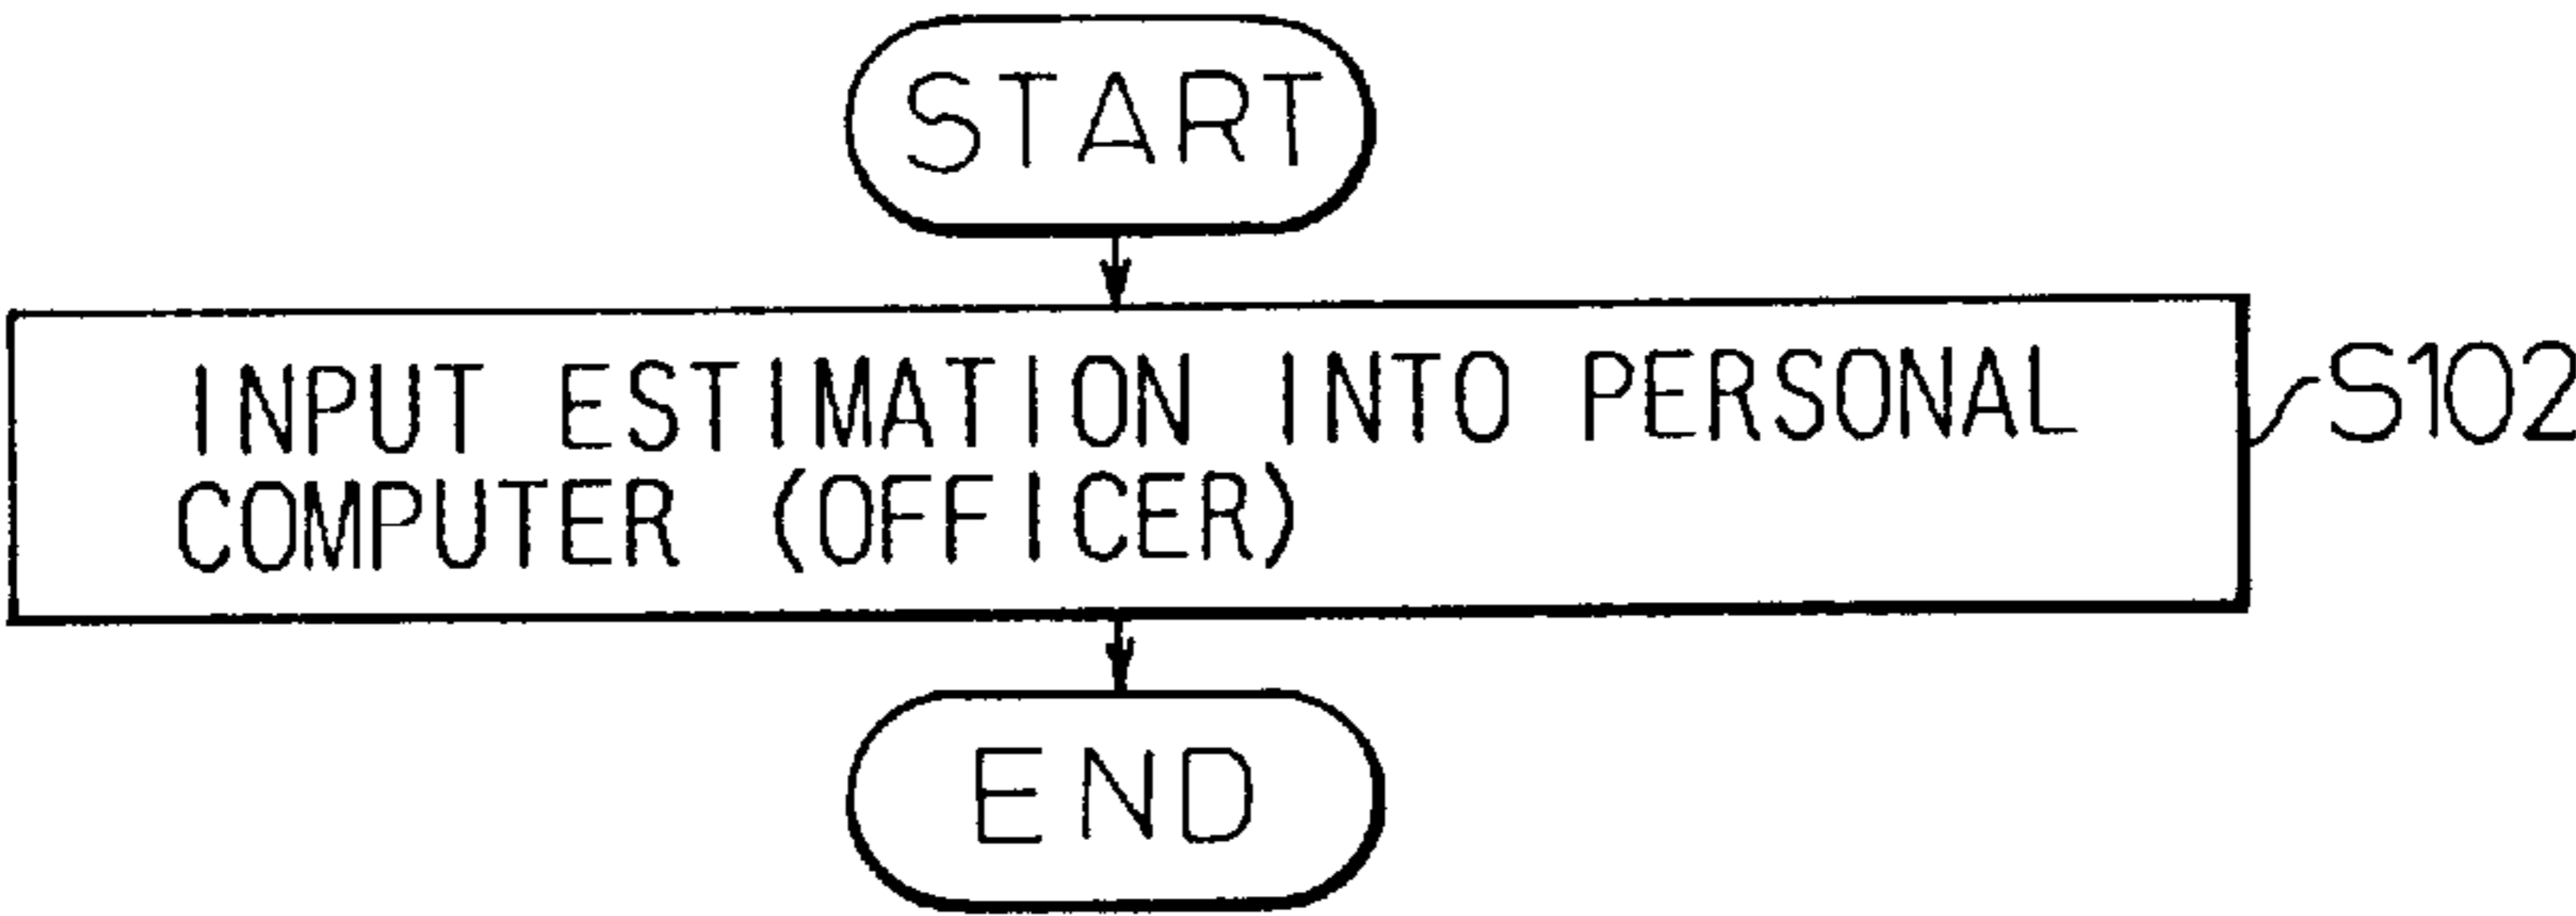 START
INPUT ESTIMATION INTO PERSONAL
COMPUTER (OFFICER)
S102
END